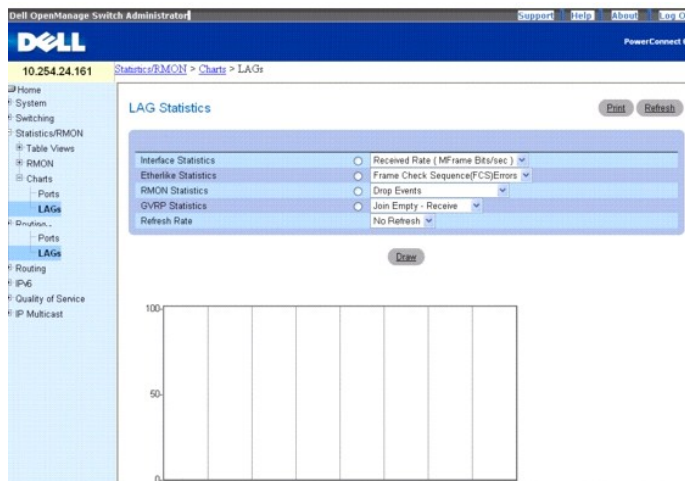 Dell OpenManage Switch Administrator
Support Help About Log O
DELL
PowerConnect
10.254.24.161
Statistics/RMON > Charts > LAGs
Home
System
Switching
Statistics/RMON
Table Views
RMON
Charts
Ports
LAGs
Ports
LAGs
Routing
IPv6
Quality of Service
IP Multicast
LAG Statistics
Print Refresh
Interface Statistics Received Rate ( MFrame Bits/sec )
Etherlike Statistics Frame Check Sequence(FCS)Errors
RMON Statistics Drop Events
GVRP Statistics Join Empty - Receive
Refresh Rate No Refresh
Draw
100
50
0